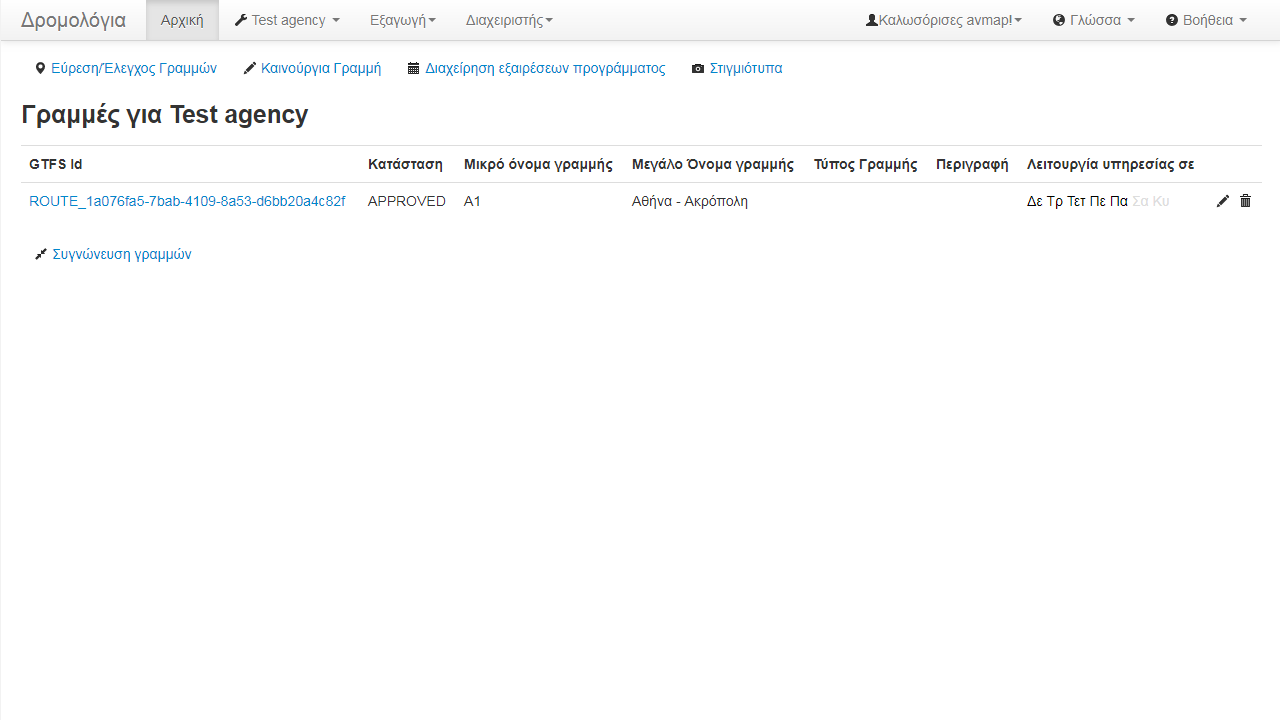 Δρομολόγια Αρχική Test agency Εξαγωγή Διαχειριστής Καλωσόρισες avmap! Γλώσσα Βοήθεια
Εύρεση/Έλεγχος Γραμμών Καινούργια Γραμμή Διαχείρηση εξαιρέσεων προγράμματος Στιγμιότυπα
Γραμμές για Test agency
GTFS Id Κατάσταση Μικρό όνομα γραμμής Μεγάλο Όνομα γραμμής Τύπος Γραμμής Περιγραφή Λειτουργία υπηρεσίας σε
ROUTE_1a076fa5-7bab-4109-8a53-d6bb20a4c82f APPROVED A1 Αθήνα - Ακρόπολη Δε Τρ Τετ Πε Πα Σα Κυ
Συγνώνευση γραμμών